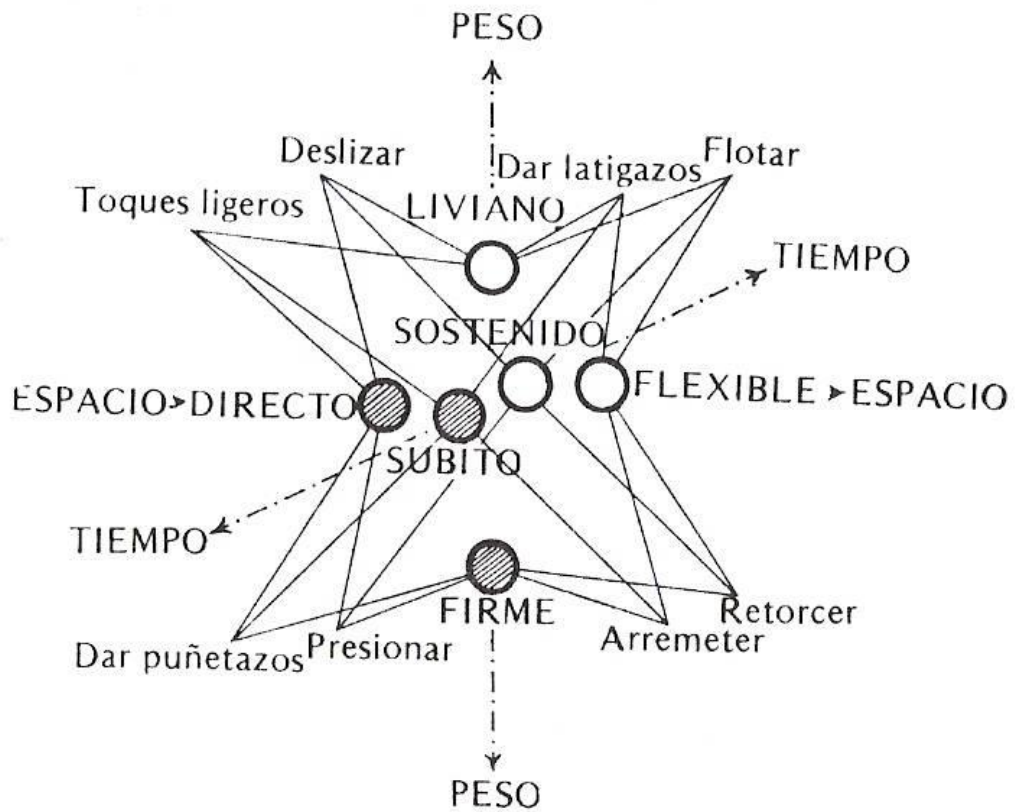 PESO
Deslizar
Dar latigazos
Flotar
Toques ligeros
LIVIANO
TIEMPO
SOSTENIDO
ESPACIO
DIRECTO
FLEXIBLE
ESPACIO
SUBITO
TIEMPO
FIRME
Retorcer
Dar puñetazos
Presionar
Arremeter
PESO